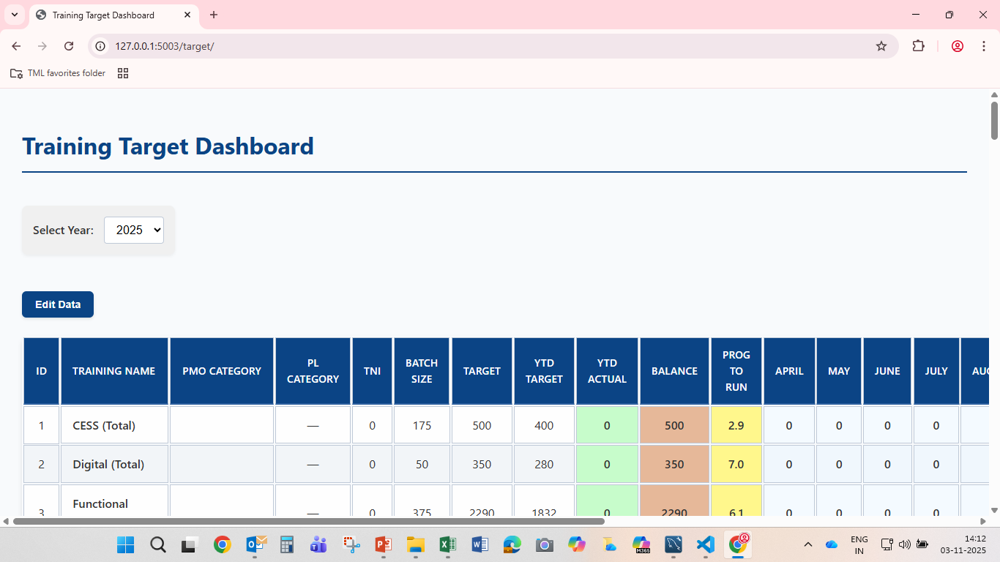 Training Target Dashboard
127.0.0.1:5003/target/
TML favorites folder
Training Target Dashboard
Select Year: 2025
Edit Data
ID TRAINING NAME PMO CATEGORY PL CATEGORY TNI BATCH SIZE TARGET YTD TARGET YTD ACTUAL BALANCE PROG TO RUN APRIL MAY JUNE JULY
1 CESS (Total) — 0 175 500 400 0 500 2.9 0 0 0 0
2 Digital (Total) — 0 50 350 280 0 350 7.0 0 0 0 0
3 Functional — 0 375 2290 1832 0 2290 6.1 0 0 0 0
ENG
IN
14:12
03-11-2025
M365